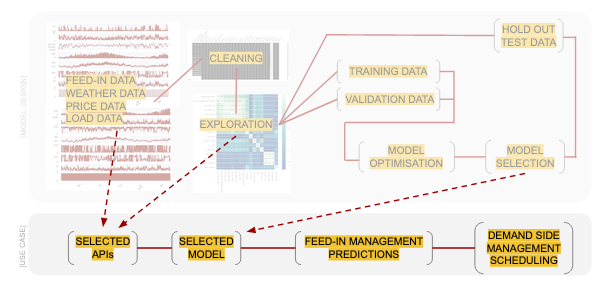 [MODEL DESIGN]
FEED-IN DATA
WEATHER DATA
PRICE DATA
LOAD DATA
CLEANING
EXPLORATION
HOLD OUT
TEST DATA
TRAINING DATA
VALIDATION DATA
MODEL
OPTIMISATION
MODEL
SELECTION
[USE CASE]
SELECTED
APIs
SELECTED
MODEL
FEED-IN MANAGEMENT
PREDICTIONS
DEMAND SIDE
MANAGEMENT
SCHEDULING